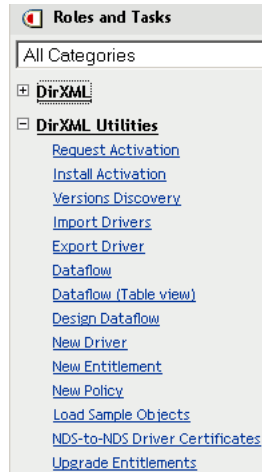 Roles and Tasks
All Categories
DirXML
DirXML Utilities
Request Activation
Install Activation
Versions Discovery
Import Drivers
Export Driver
Dataflow
Dataflow (Table view)
Design Dataflow
New Driver
New Entitlement
New Policy
Load Sample Objects
NDS-to-NDS Driver Certificates
Upgrade Entitlements